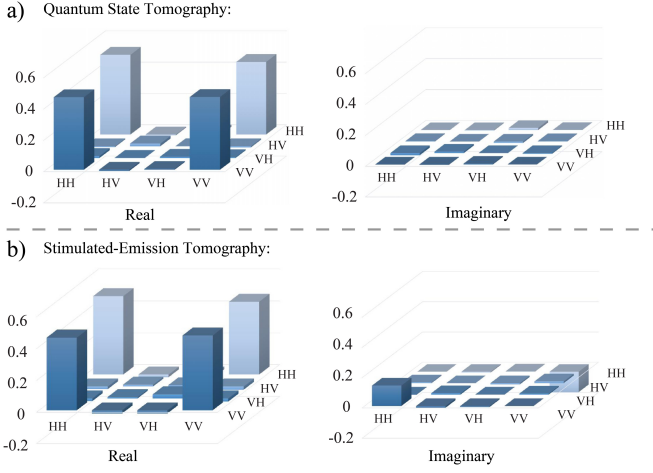 a) Quantum State Tomography:
0.6
0.4
0.2
0
-0.2
HH HV VH VV
HH
HV
VH
VV
Real
0.6
0.4
0.2
0
-0.2
HH HV VH VV
HH
HV
VH
VV
Imaginary
b) Stimulated-Emission Tomography:
0.6
0.4
0.2
0
-0.2
HH HV VH VV
HH
HV
VH
VV
Real
0.6
0.4
0.2
0
-0.2
HH HV VH VV
HH
HV
VH
VV
Imaginary